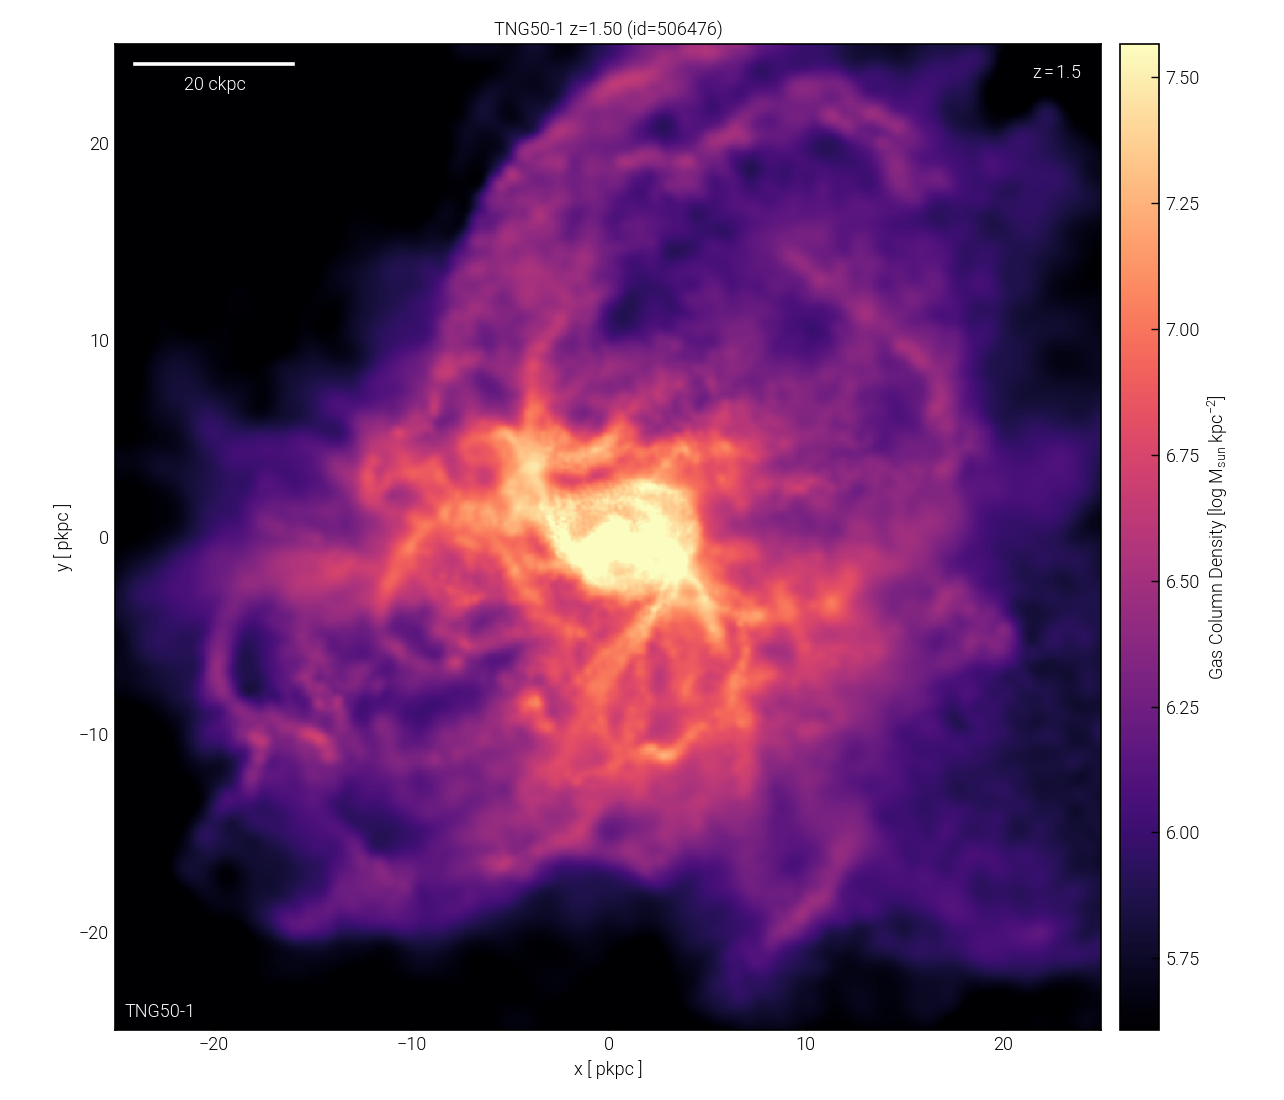 TNG50-1 z=1.50 (id=506476)
20 ckpc
z=1.5
TNG50-1
20
10
0
−10
−20
y [ pkpc ]
−20
−10
0
10
20
x [ pkpc ]
7.50
7.25
7.00
6.75
6.50
6.25
6.00
5.75
Gas Column Density [log M_sun kpc⁻²]